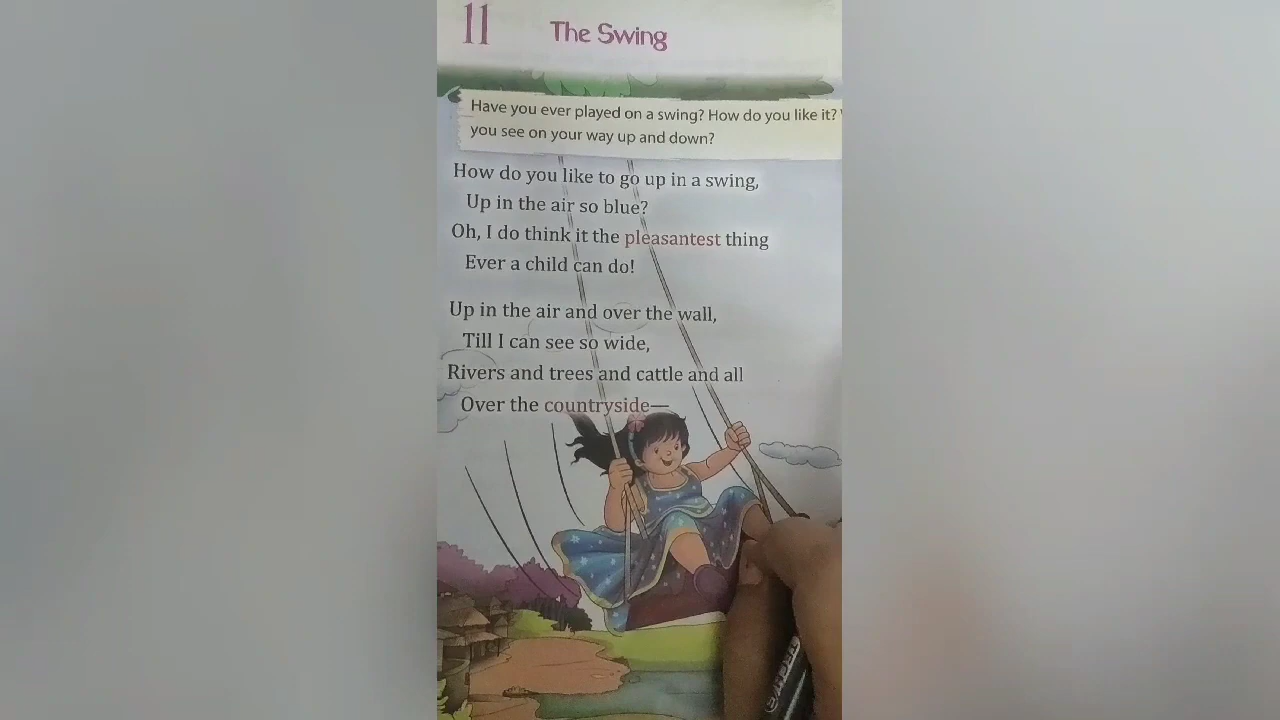 11 The Swing
Have you ever played on a swing? How do you like it?
you see on your way up and down?
How do you like to go up in a swing,
Up in the air so blue?
Oh, I do think it the pleasantest thing
Ever a child can do!
Up in the air and over the wall,
Till I can see so wide,
Rivers and trees and cattle and all
Over the countryside—